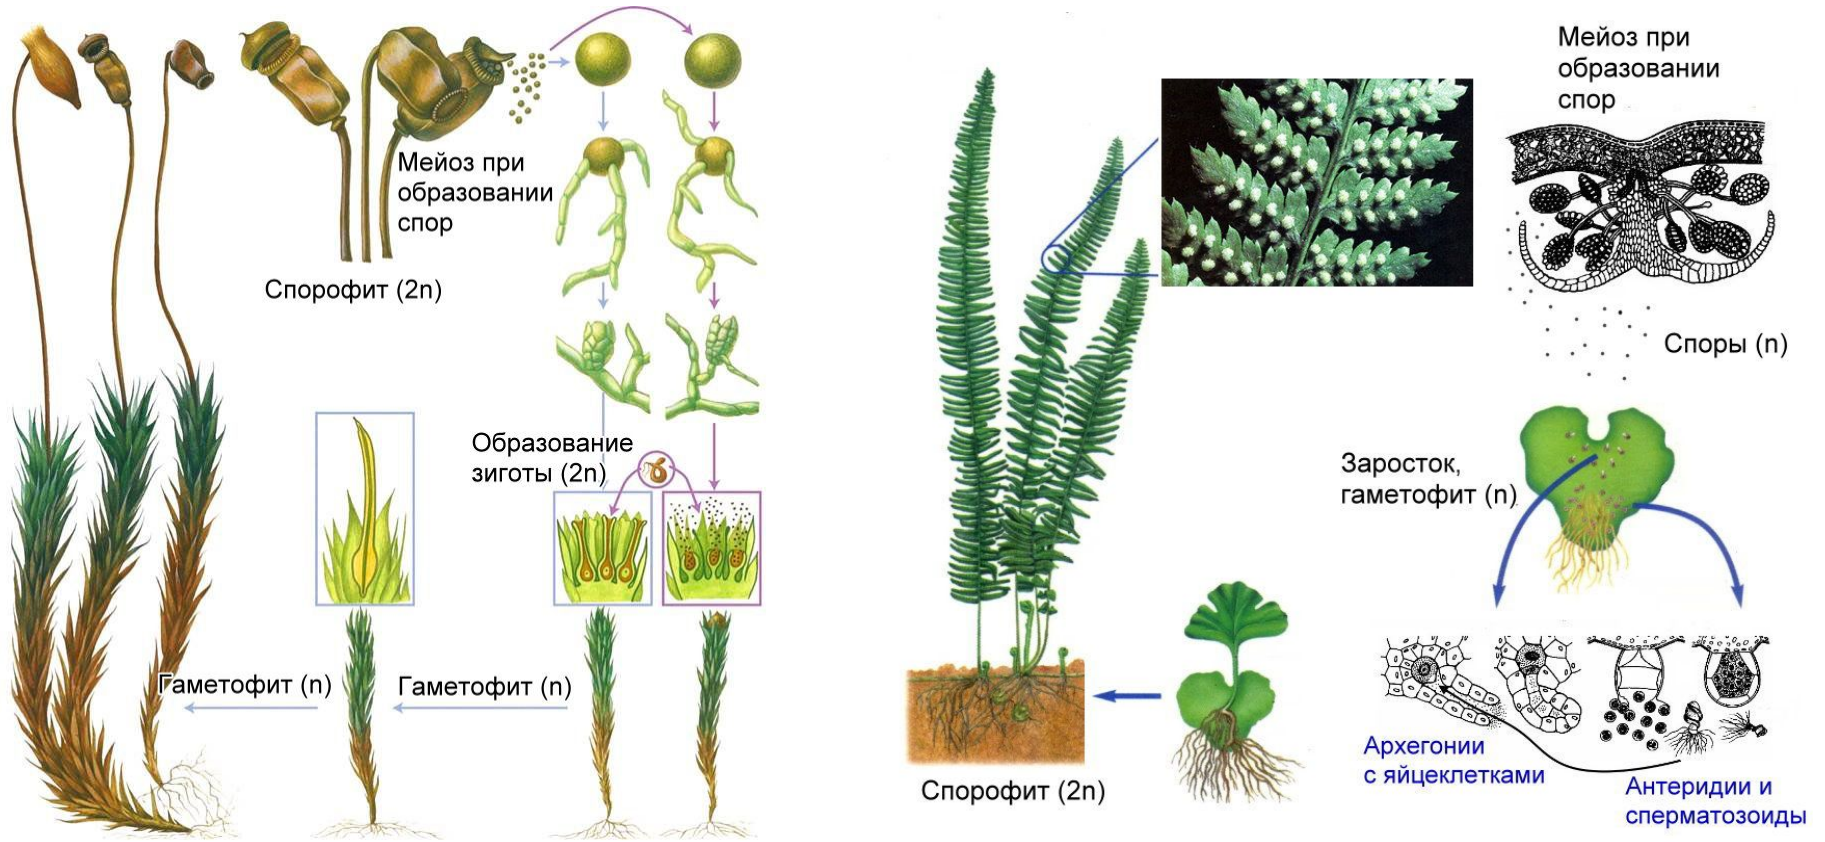 Мейоз при
образовании
спор
Спорофит (2n)
Образование
зиготы (2n)
Гаметофит (n)
Гаметофит (n)
Мейоз при
образовании
спор
Споры (n)
Заросток,
гаметофит (n)
Архегонии
с яйцеклетками
Антеридии и
сперматозоиды
Спорофит (2n)